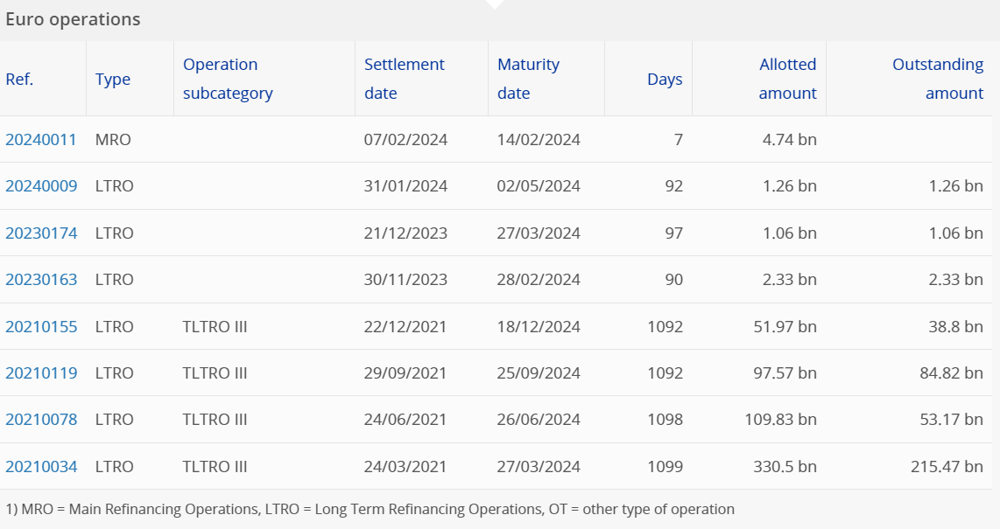 Euro operations
Ref. Type Operation subcategory Settlement date Maturity date Days Allotted amount Outstanding amount
20240011 MRO 07/02/2024 14/02/2024 7 4.74 bn
20240009 LTRO 31/01/2024 02/05/2024 92 1.26 bn 1.26 bn
20230174 LTRO 21/12/2023 27/03/2024 97 1.06 bn 1.06 bn
20230163 LTRO 30/11/2023 28/02/2024 90 2.33 bn 2.33 bn
20210155 LTRO TLTRO III 22/12/2021 18/12/2024 1092 51.97 bn 38.8 bn
20210119 LTRO TLTRO III 29/09/2021 25/09/2024 1092 97.57 bn 84.82 bn
20210078 LTRO TLTRO III 24/06/2021 26/06/2024 1098 109.83 bn 53.17 bn
20210034 LTRO TLTRO III 24/03/2021 27/03/2024 1099 330.5 bn 215.47 bn
1) MRO = Main Refinancing Operations, LTRO = Long Term Refinancing Operations, OT = other type of operation